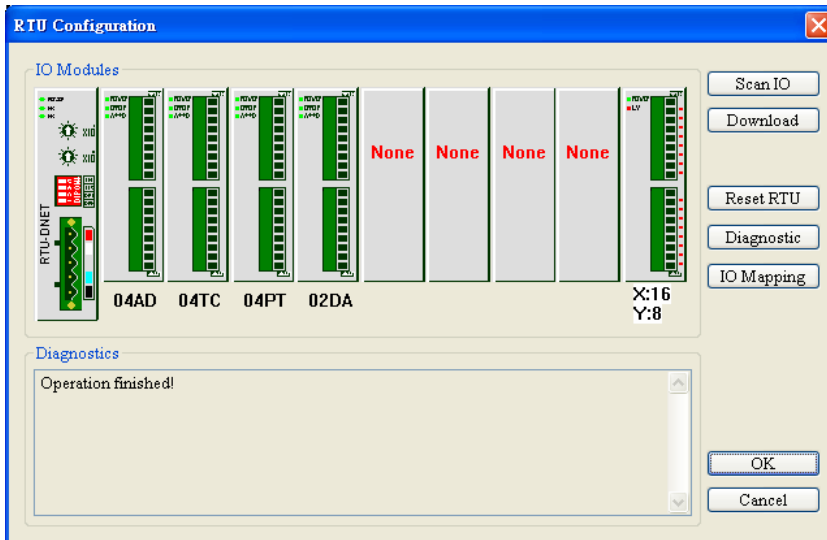 RTU Configuration
IO Modules
Scan IO
Download
Reset RTU
Diagnostic
IO Mapping
RTU-DNET
None None None None
04AD 04TC 04PT 02DA
X:16
Y:8
Diagnostics
Operation finished!
OK
Cancel